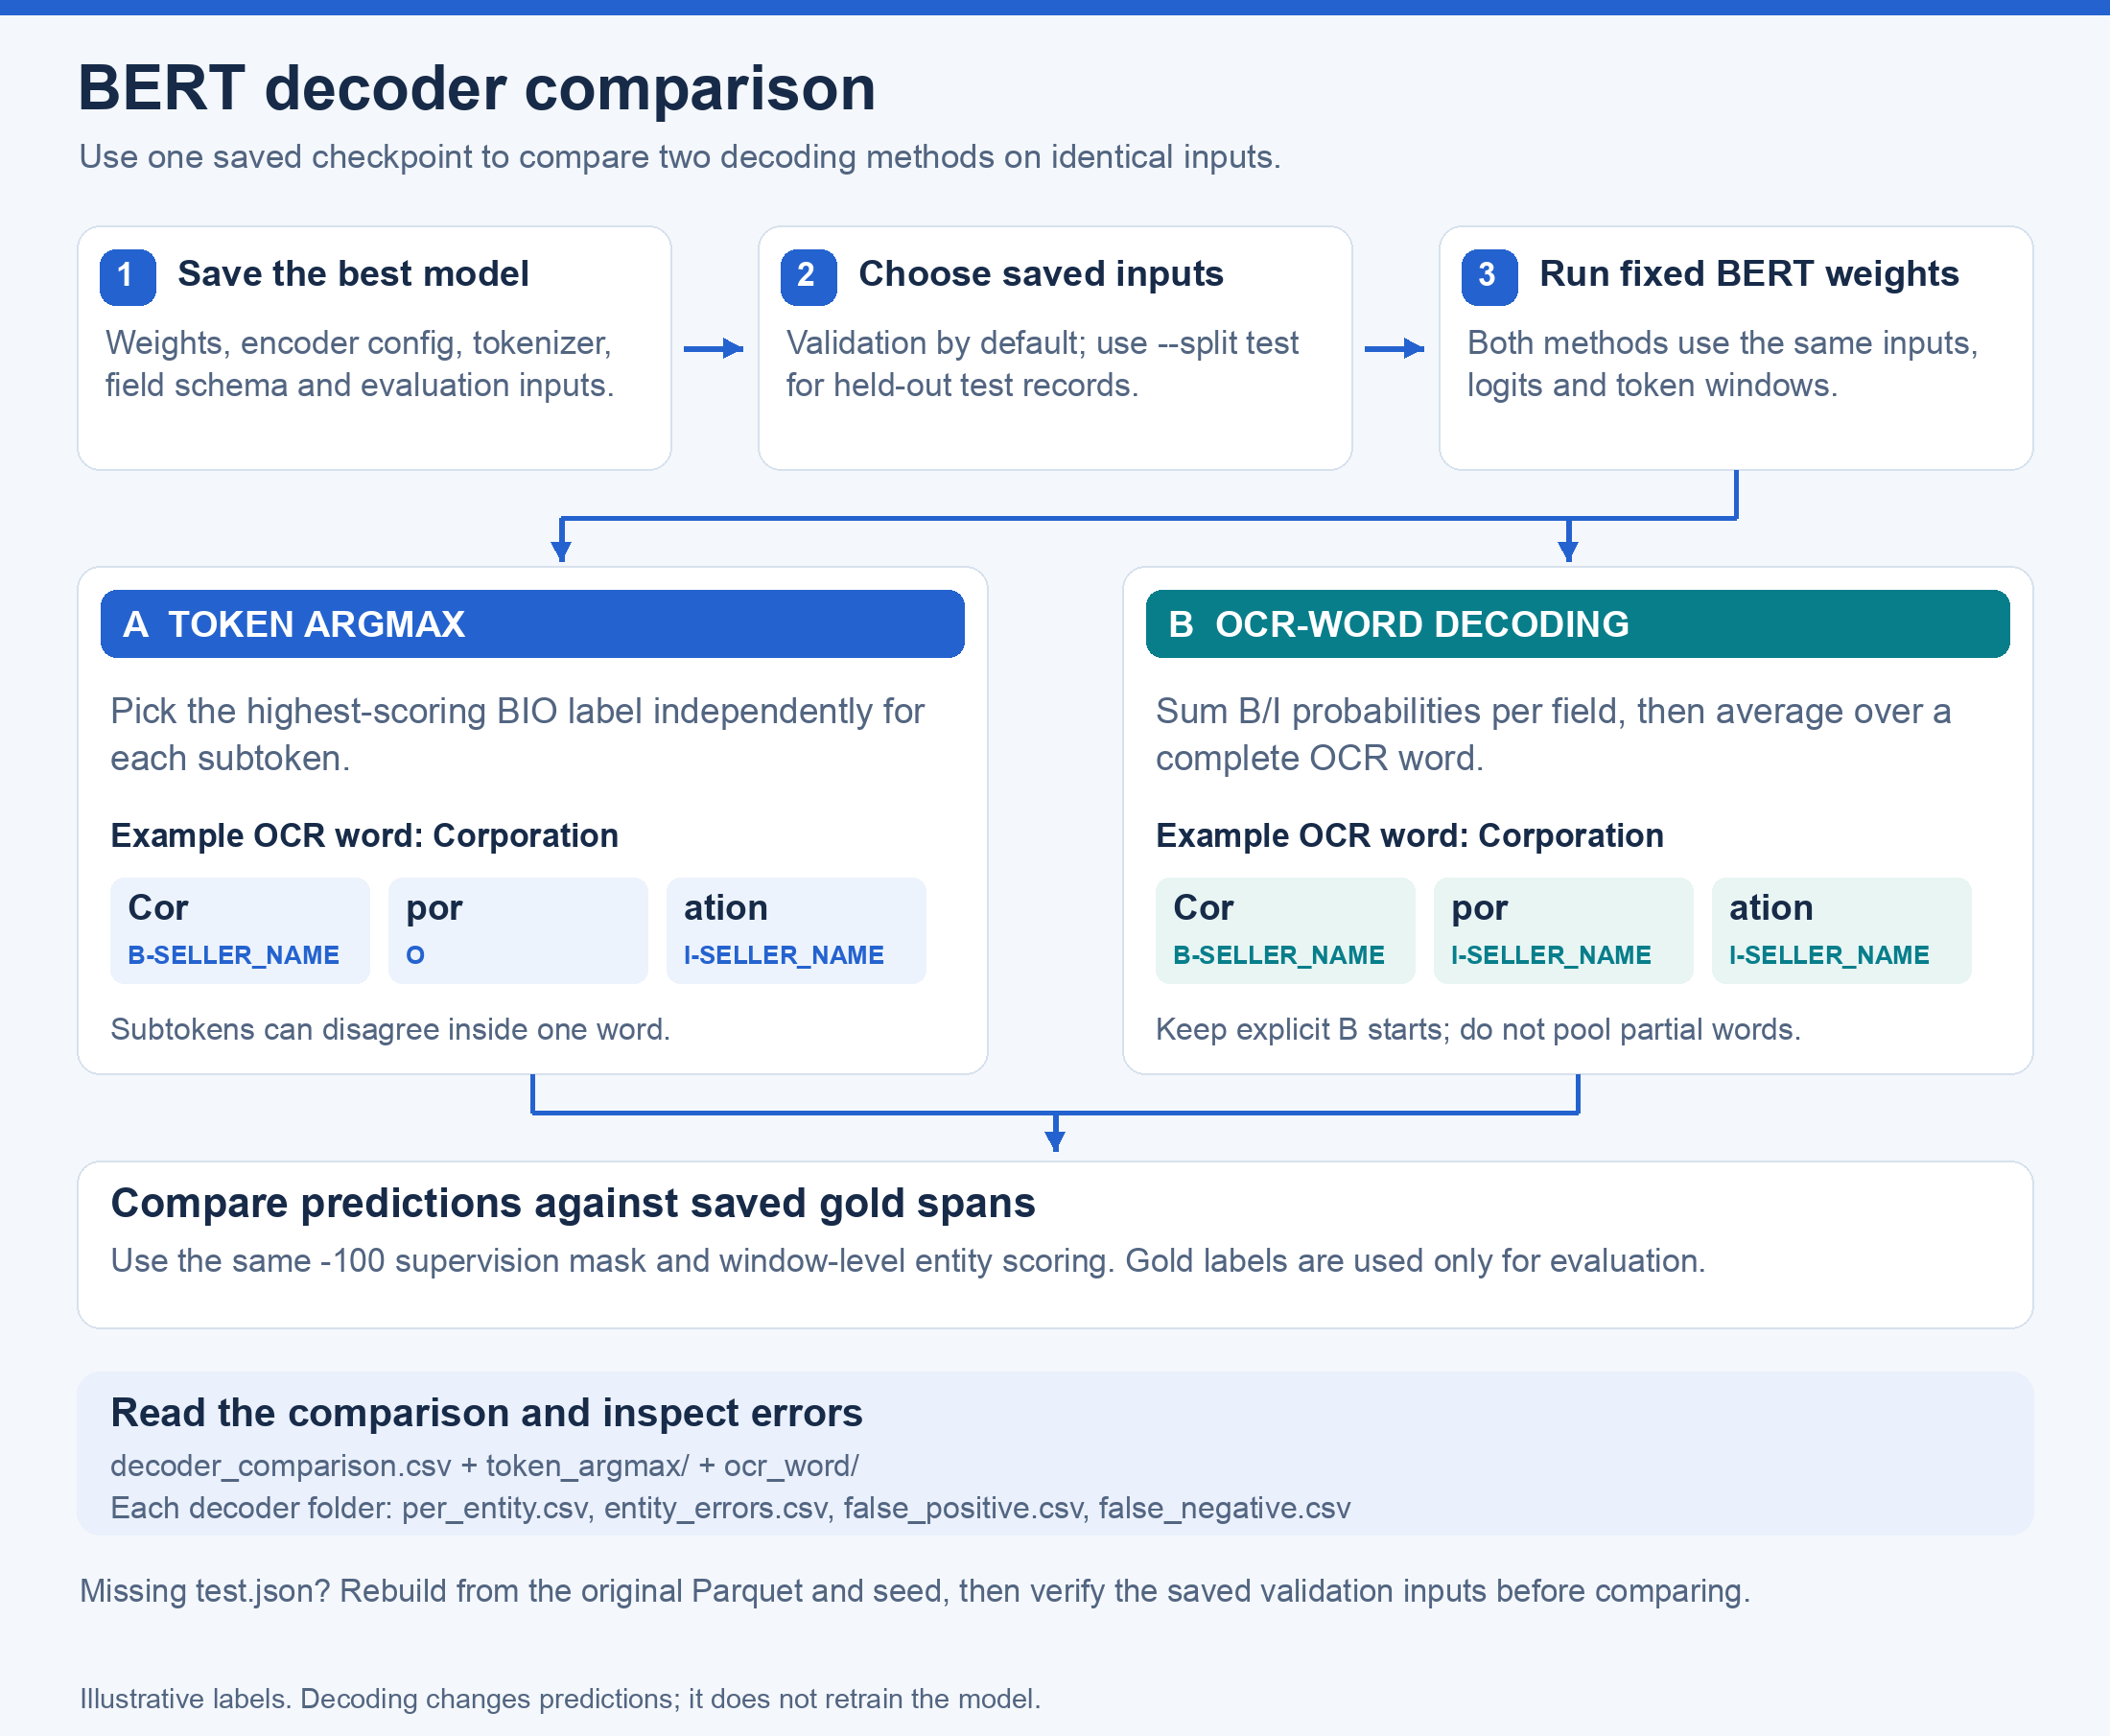 BERT decoder comparison
Use one saved checkpoint to compare two decoding methods on identical inputs.
1 Save the best model
Weights, encoder config, tokenizer,
field schema and evaluation inputs.
2 Choose saved inputs
Validation by default; use --split test
for held-out test records.
3 Run fixed BERT weights
Both methods use the same inputs,
logits and token windows.
A TOKEN ARGMAX
Pick the highest-scoring BIO label independently for
each subtoken.
Example OCR word: Corporation
Cor por ation
B-SELLER_NAME O I-SELLER_NAME
Subtokens can disagree inside one word.
B OCR-WORD DECODING
Sum B/I probabilities per field, then average over a
complete OCR word.
Example OCR word: Corporation
Cor por ation
B-SELLER_NAME I-SELLER_NAME I-SELLER_NAME
Keep explicit B starts; do not pool partial words.
Compare predictions against saved gold spans
Use the same -100 supervision mask and window-level entity scoring. Gold labels are used only for evaluation.
Read the comparison and inspect errors
decoder_comparison.csv + token_argmax/ + ocr_word/
Each decoder folder: per_entity.csv, entity_errors.csv, false_positive.csv, false_negative.csv
Missing test.json? Rebuild from the original Parquet and seed, then verify the saved validation inputs before comparing.
Illustrative labels. Decoding changes predictions; it does not retrain the model.